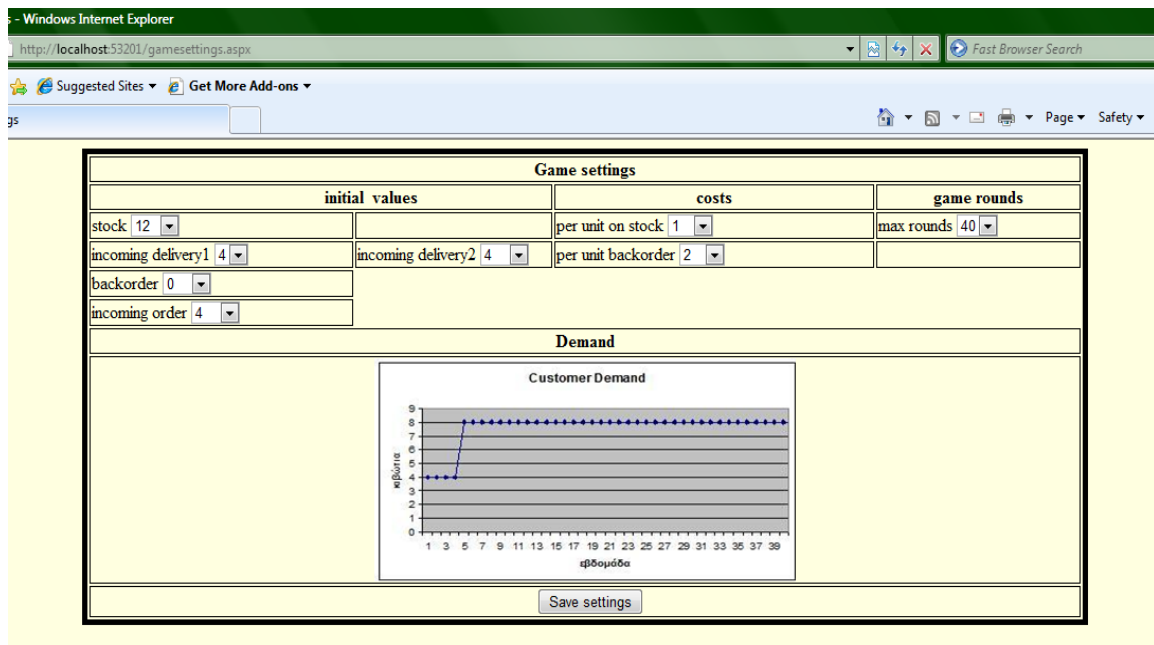 s - Windows Internet Explorer
http://localhost:53201/gamesettings.aspx
Fast Browser Search
Suggested Sites
Get More Add-ons
gs
Page
Safety
Game settings
initial values
costs
game rounds
stock 12
per unit on stock 1
max rounds 40
incoming delivery1 4
incoming delivery2 4
per unit backorder 2
backorder 0
incoming order 4
Demand
Customer Demand
9
8
7
6
5
4
3
2
1
0
κιβώτια
1 3 5 7 9 11 13 15 17 19 21 23 25 27 29 31 33 35 37 39
εβδομάδα
Save settings